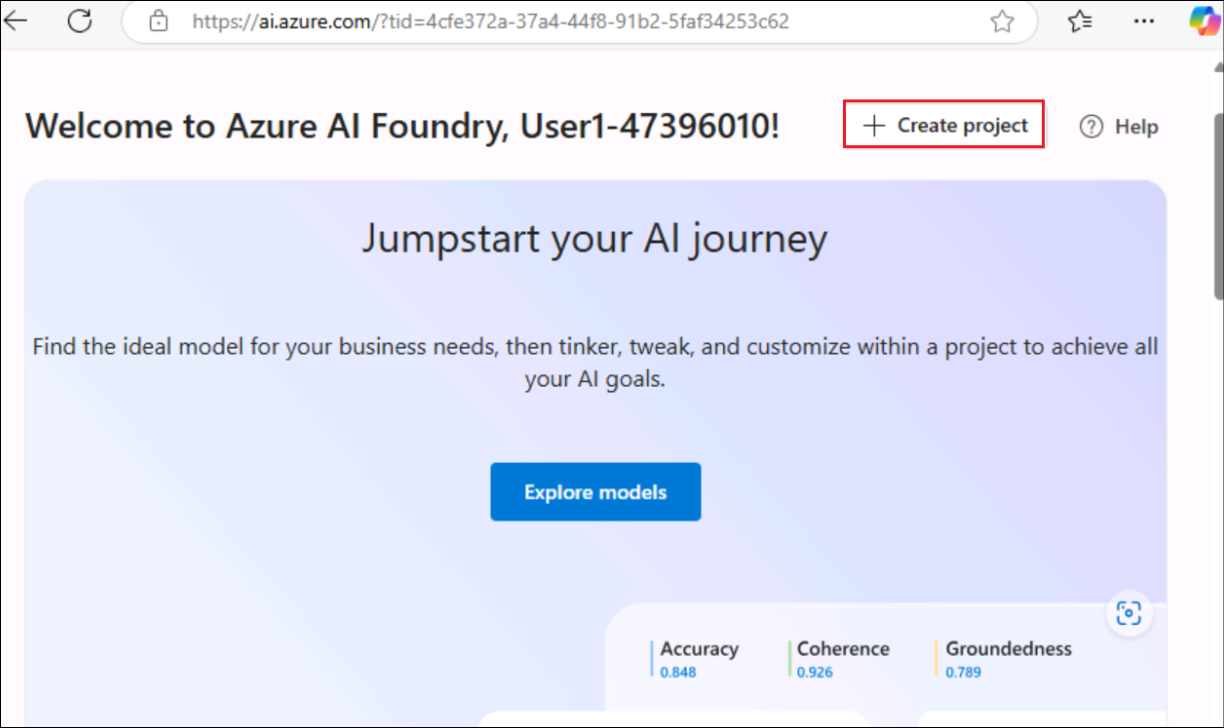 https://ai.azure.com/?tid=4cfe372a-37a4-44f8-91b2-5faf34253c62
Welcome to Azure AI Foundry, User1-47396010!
Create project
Help
Jumpstart your AI journey
Find the ideal model for your business needs, then tinker, tweak, and customize within a project to achieve all
your AI goals.
Explore models
Accuracy
0.848
Coherence
0.926
Groundedness
0.789